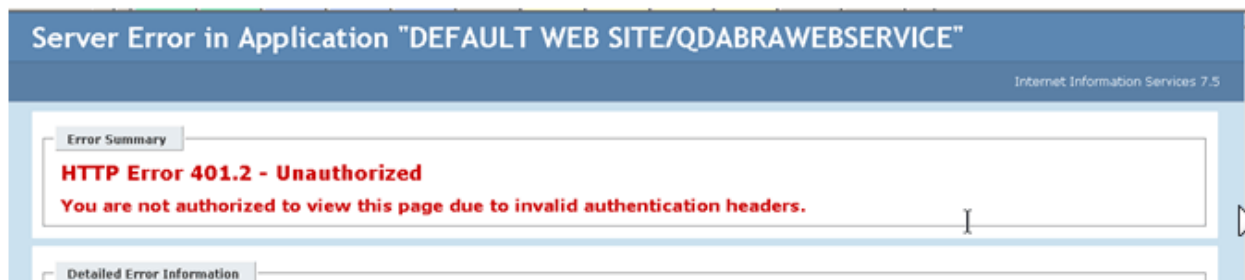 Server Error in Application "DEFAULT WEB SITE/QDABRAWEBSERVICE"
Internet Information Services 7.5
Error Summary
HTTP Error 401.2 - Unauthorized
You are not authorized to view this page due to invalid authentication headers.
Detailed Error Information